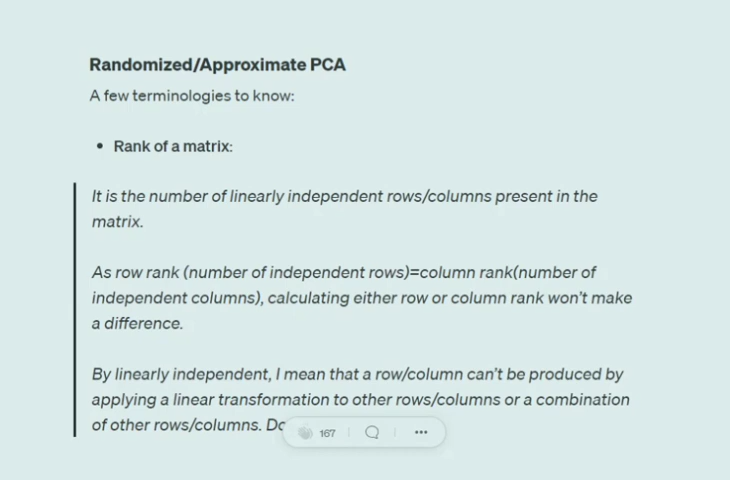 Randomized/Approximate PCA
A few terminologies to know:
• Rank of a matrix:
It is the number of linearly independent rows/columns present in the
matrix.
As row rank (number of independent rows)=column rank(number of
independent columns), calculating either row or column rank won't make
a difference.
By linearly independent, I mean that a row/column can't be produced by
applying a linear transformation to other rows/columns or a combination
of other rows/columns.
167